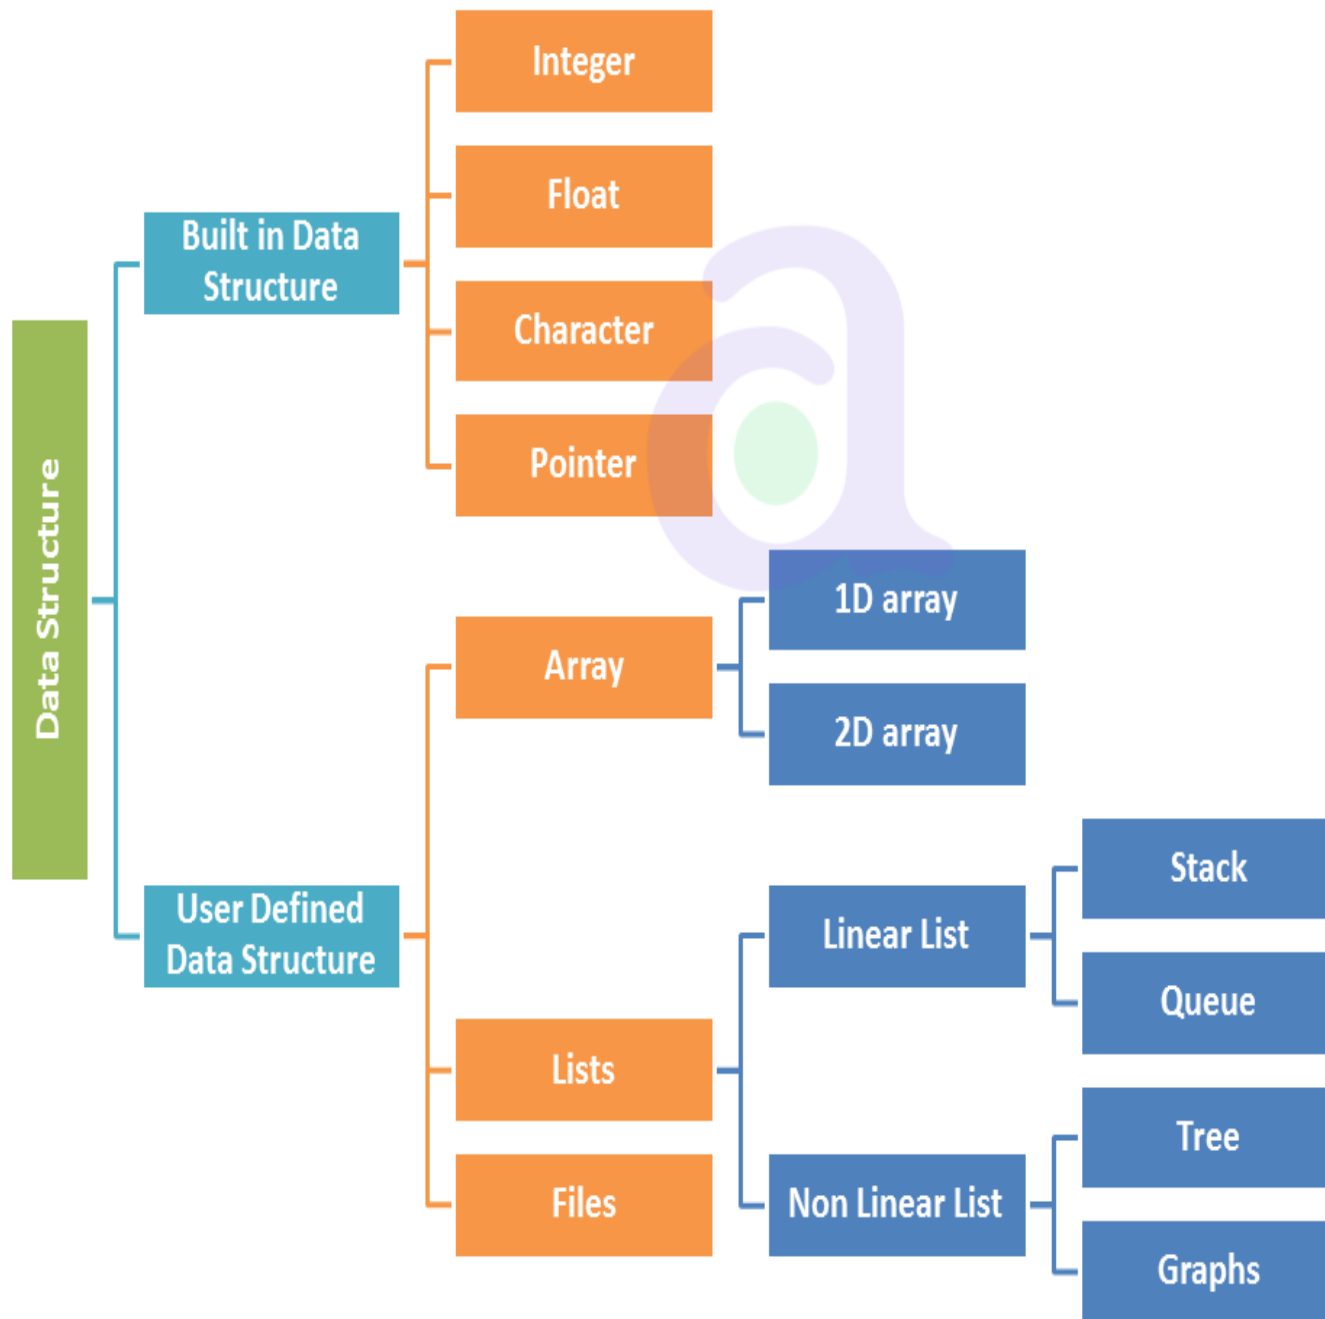 Data Structure
Built in Data
Structure
Integer
Float
Character
Pointer
User Defined
Data Structure
Array
1D array
2D array
Lists
Linear List
Stack
Queue
Non Linear List
Tree
Graphs
Files